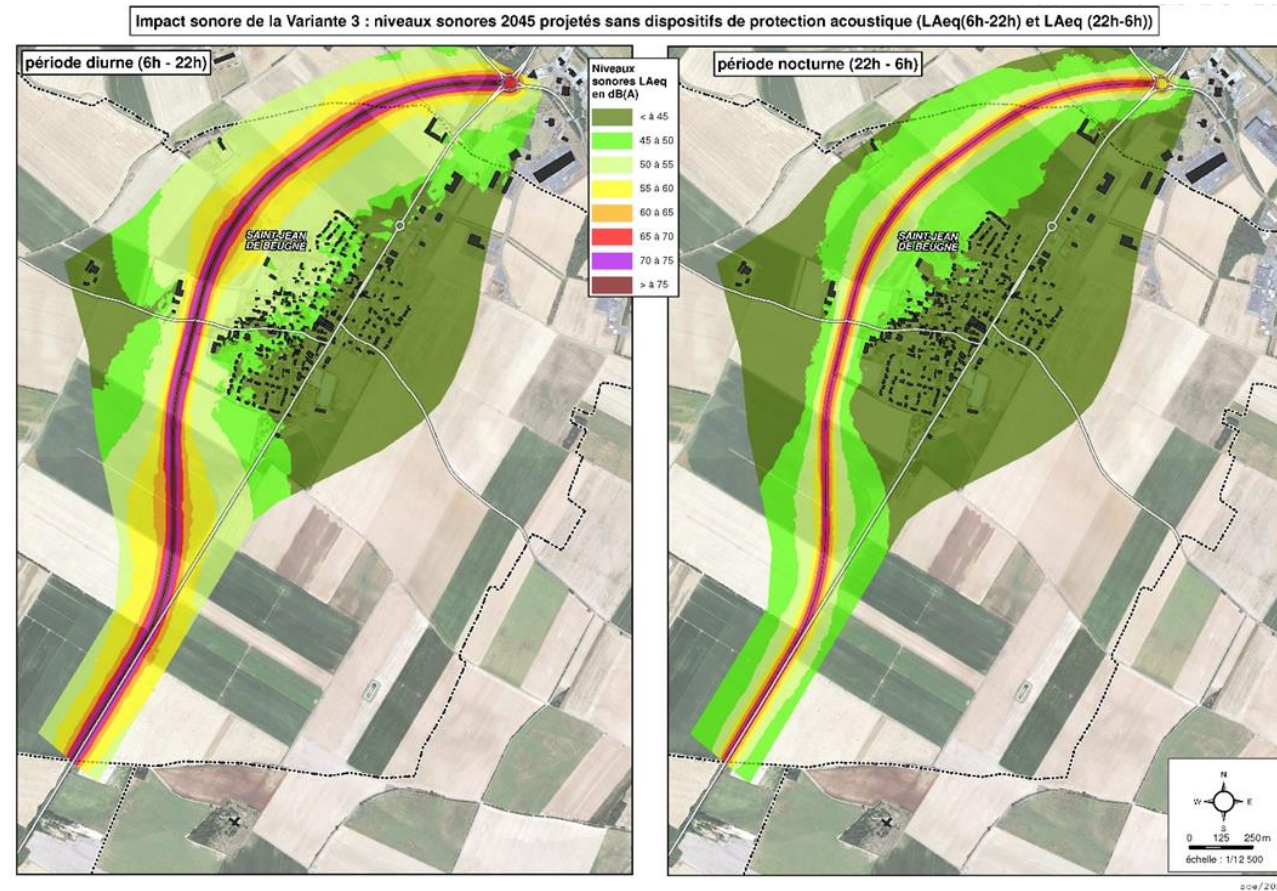 Impact sonore de la Variante 3 : niveaux sonores 2045 projetés sans dispositifs de protection acoustique (LAeq(6h-22h) et LAeq (22h-6h))
période diurne (6h - 22h)
Niveaux
sonores LAeq
en dB(A)
< à 45
45 à 50
50 à 55
55 à 60
60 à 65
65 à 70
70 à 75
> à 75
SAINT-JEAN
DE BEUGNE
période nocturne (22h - 6h)
SAINT-JEAN
DE BEUGNE
N
W
E
S
0 125 250m
échelle : 1/12 500